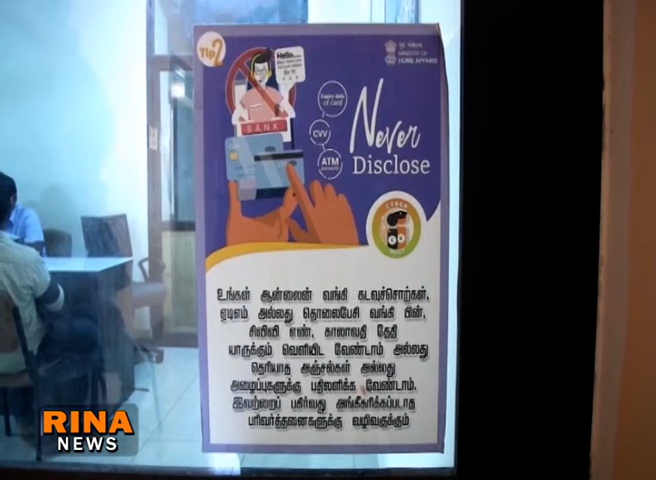 Tip 2
Hello....
गृह मंत्रालय
MINISTRY OF
HOME AFFAIRS
BANK
Expiry date
of card
CVV
ATM
Never
Disclose
CYBER
உங்கள் ஆன்லைன் வங்கி கடவுச்சொற்கள்,
ஏடிஎம் அல்லது தொலைபேசி வங்கி பின்,
சிவிவி எண், காலாவதி தேதி
யாருக்கும் வெளியிட வேண்டாம் அல்லது
தெரியாத அஞ்சல்கள் அல்லது
அழைப்புகளுக்கு பதிலளிக்க வேண்டாம்.
இவற்றைப் பகிர்வது அங்கீகரிக்கப்படாத
பரிவர்த்தனைகளுக்கு வழிவகுக்கும்
RINA
NEWS